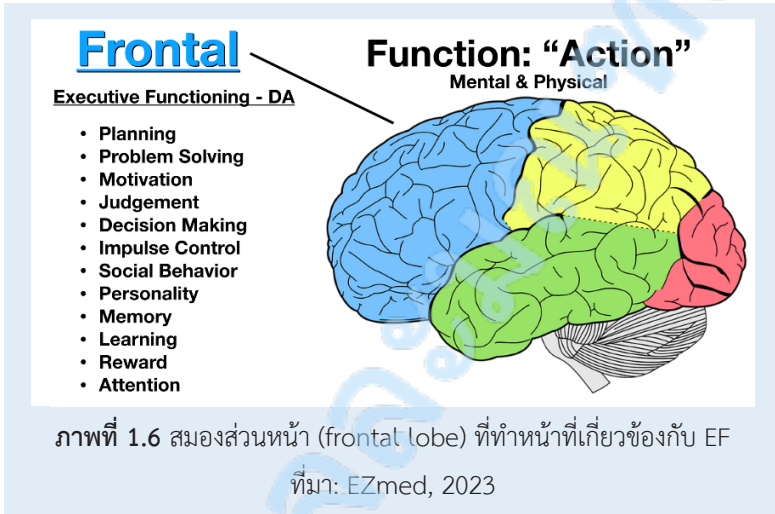 Frontal
Function: “Action”
Mental & Physical
Executive Functioning - DA
• Planning
• Problem Solving
• Motivation
• Judgement
• Decision Making
• Impulse Control
• Social Behavior
• Personality
• Memory
• Learning
• Reward
• Attention
ภาพที่ 1.6 สมองส่วนหน้า (frontal lobe) ที่ทำหน้าที่เกี่ยวข้องกับ EF
ที่มา: EZmed, 2023